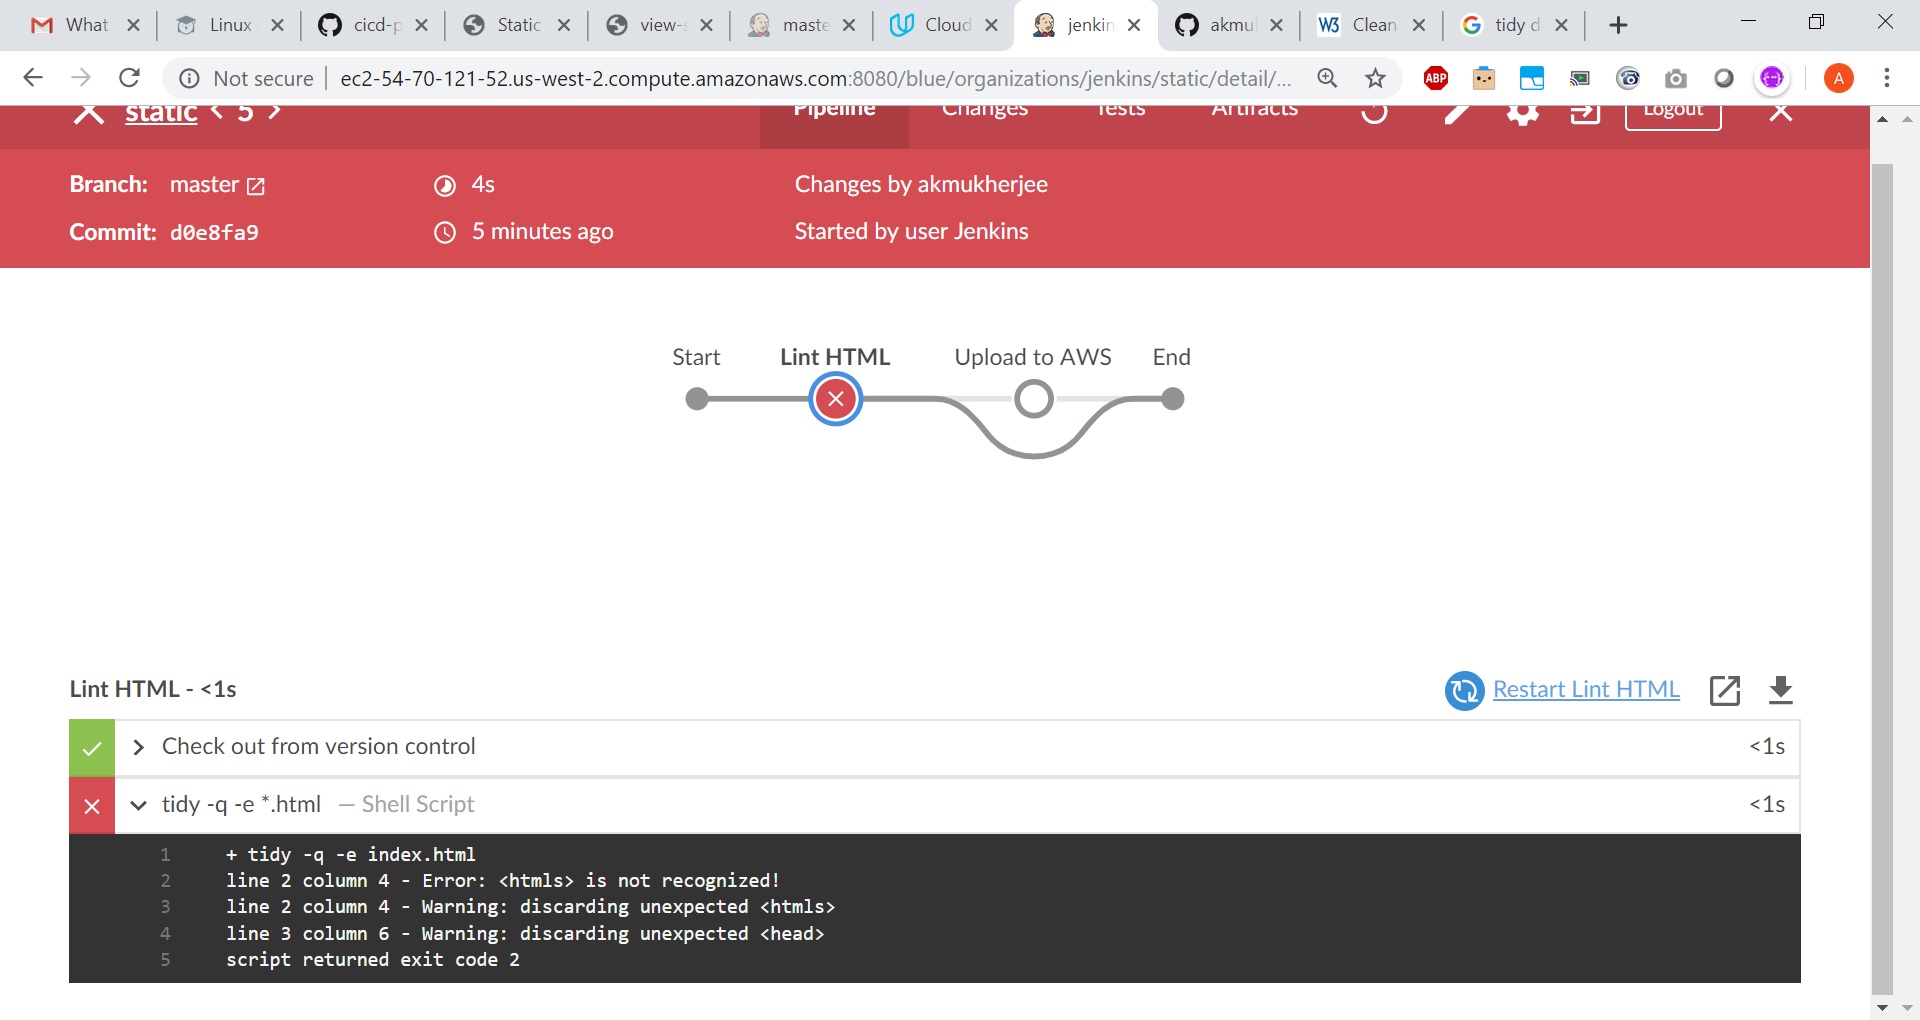 What
Linux
cicd-p
Static
view-s
maste
Cloud
jenkin
akmul
Clean
tidy d
Not secure
ec2-54-70-121-52.us-west-2.compute.amazonaws.com:8080/blue/organizations/jenkins/static/detail/...
ABP
A
static < 5 >
Pipeline
Changes
Tests
Artifacts
Logout
Branch: master
4s
Changes by akmukherjee
Commit: d0e8fa9
5 minutes ago
Started by user Jenkins
Start
Lint HTML
Upload to AWS
End
Lint HTML - <1s
Restart Lint HTML
Check out from version control
<1s
tidy -q -e *.html — Shell Script
<1s
1 + tidy -q -e index.html
2 line 2 column 4 - Error: <htmls> is not recognized!
3 line 2 column 4 - Warning: discarding unexpected <htmls>
4 line 3 column 6 - Warning: discarding unexpected <head>
5 script returned exit code 2